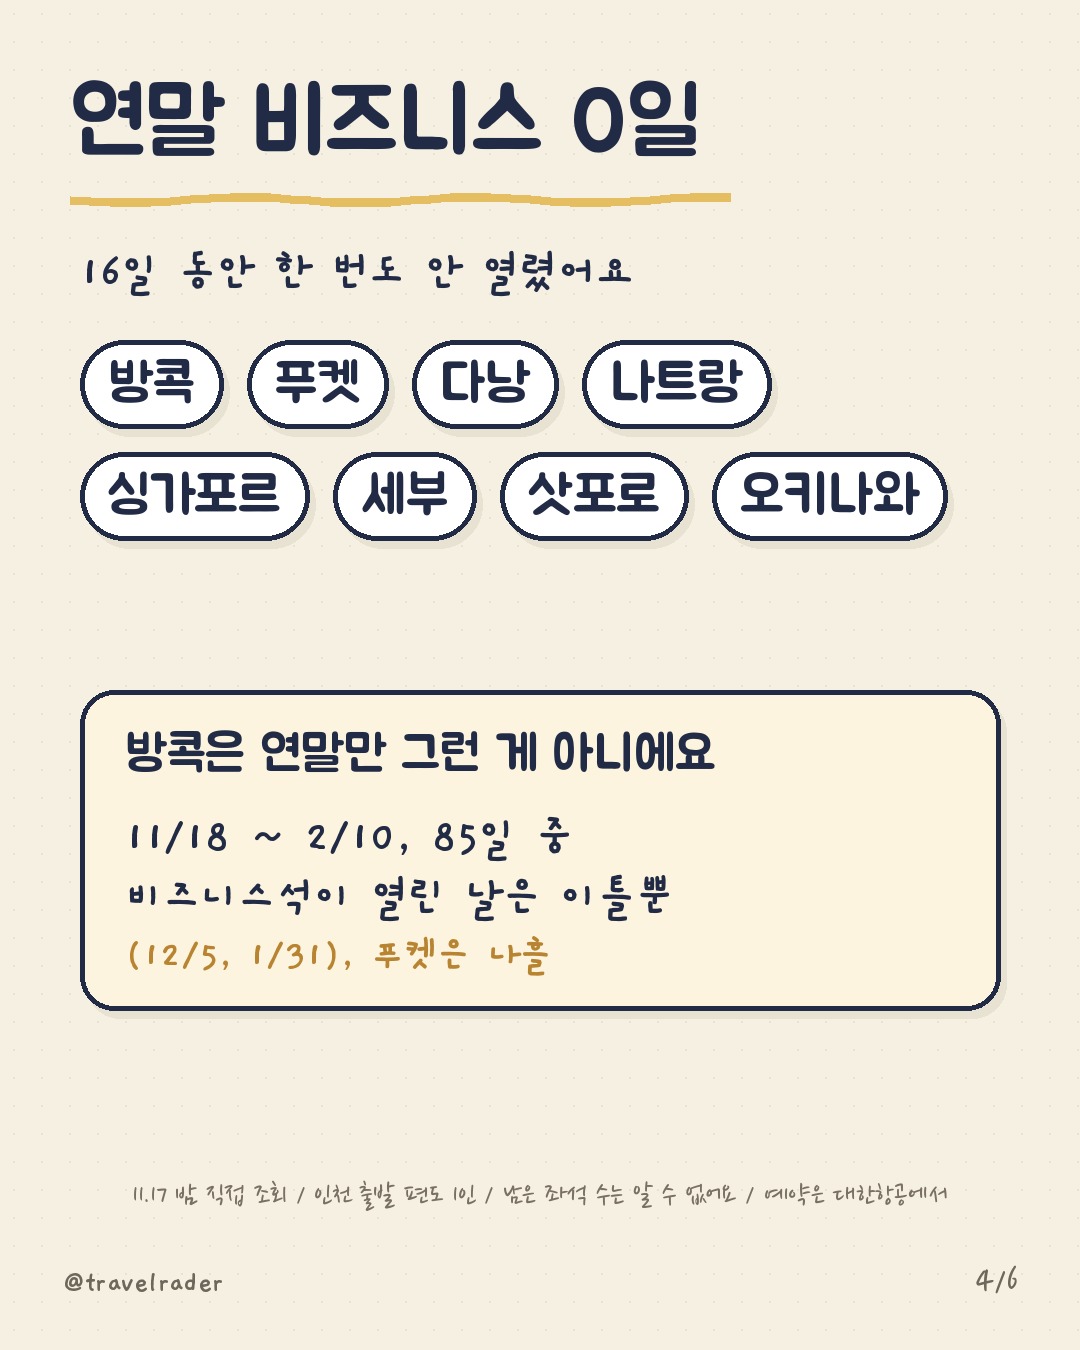 연말 비즈니스 0일
16일 동안 한 번도 안 열렸어요
방콕 푸켓 다낭 나트랑
싱가포르 세부 삿포로 오키나와
방콕은 연말만 그런 게 아니에요
11/18 ~ 2/10, 85일 중
비즈니스석이 열린 날은 이틀뿐
(12/5, 1/31), 푸켓은 나흘
11.17 밤 직접 조회 / 인천 출발 편도 1인 / 남은 좌석 수는 알 수 없어요 / 예약은 대한항공에서
@travelrader
4/6